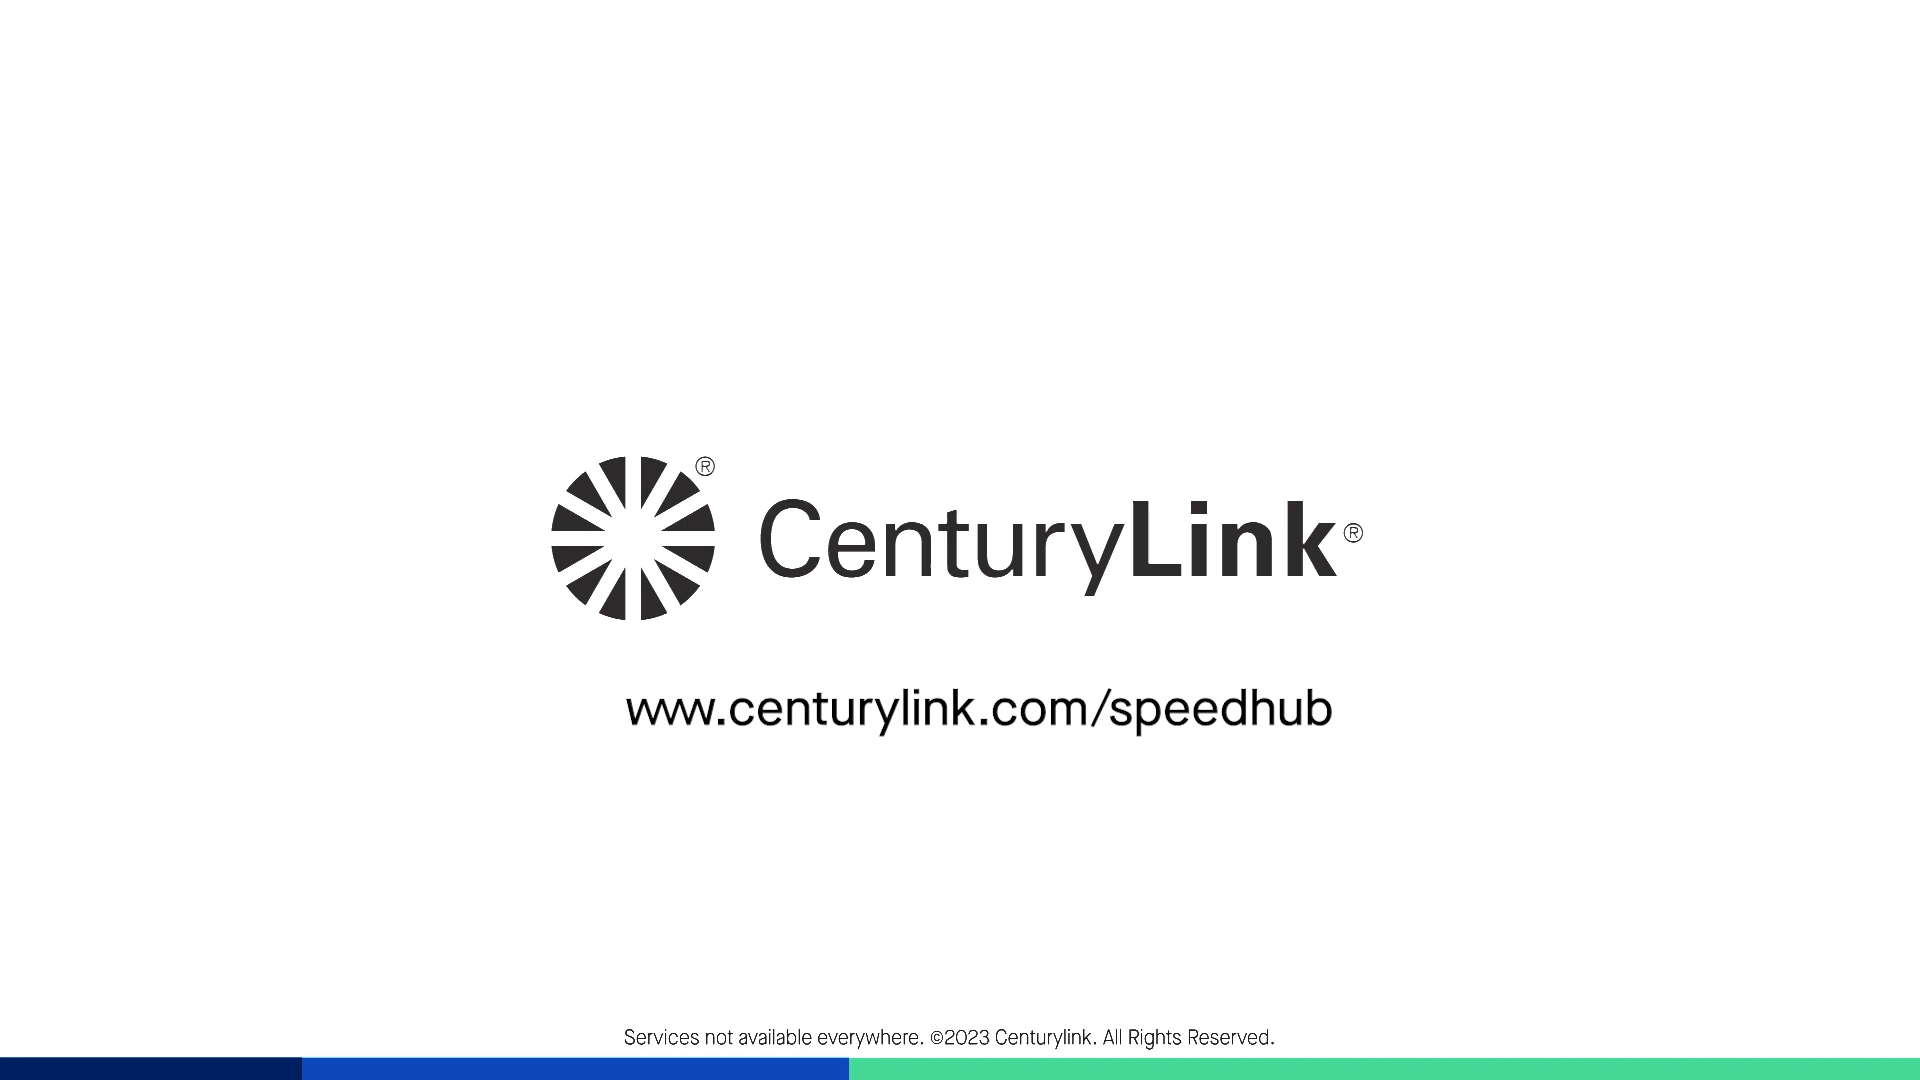 ® CenturyLink®
www.centurylink.com/speedhub
Services not available everywhere. ©2023 Centurylink. All Rights Reserved.